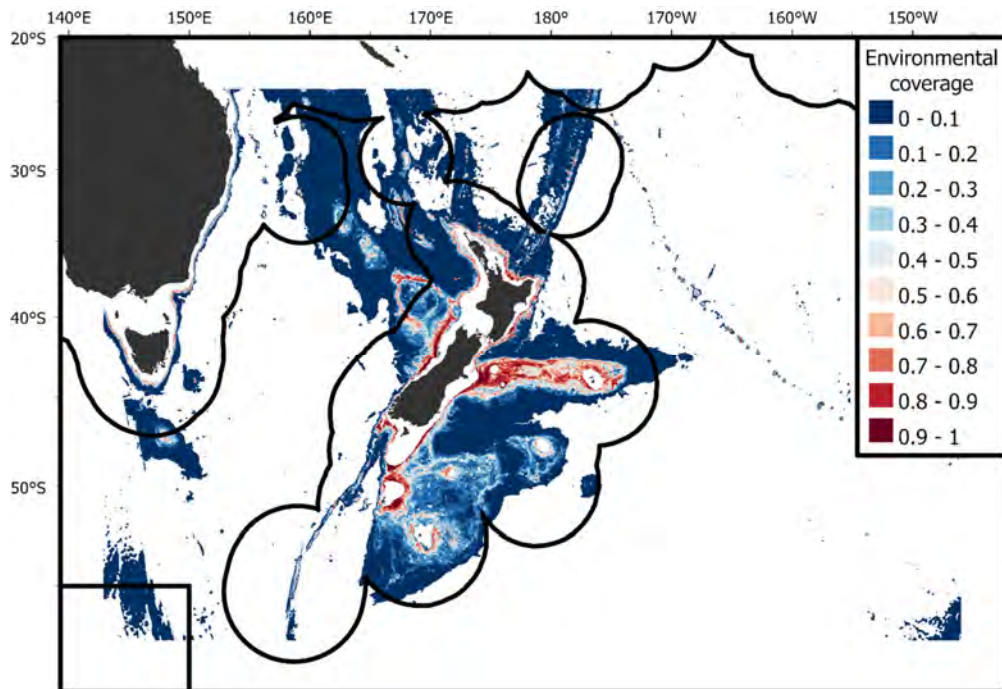 140°E 150°E 160°E 170°E 180°W 170°W 160°W 150°W
20°S
30°S
40°S
50°S
Environmental
coverage
0 - 0.1
0.1 - 0.2
0.2 - 0.3
0.3 - 0.4
0.4 - 0.5
0.5 - 0.6
0.6 - 0.7
0.7 - 0.8
0.8 - 0.9
0.9 - 1